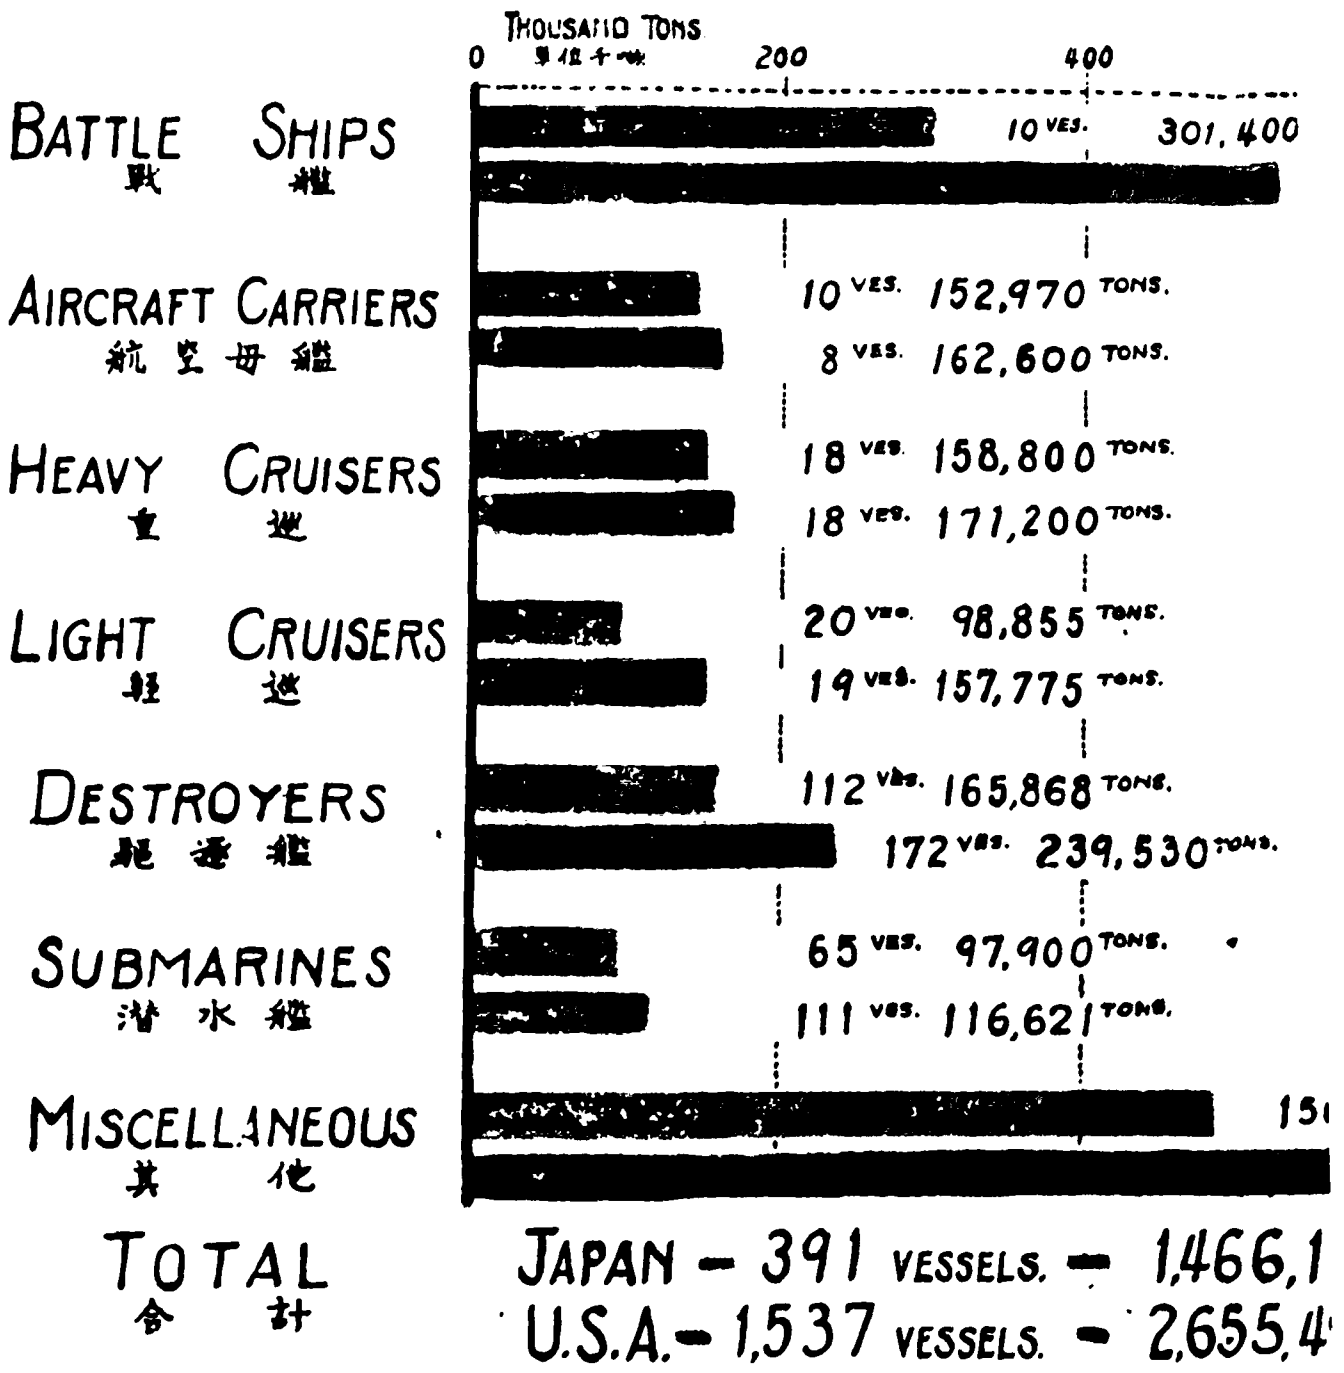 THOUSAND TONS.
單位千噸
0 200 400
BATTLE SHIPS
戰艦
10 VES. 301,400
AIRCRAFT CARRIERS
航空母艦
10 VES. 152,970 TONS.
8 VES. 162,600 TONS.
HEAVY CRUISERS
重巡
18 VES. 158,800 TONS.
18 VES. 171,200 TONS.
LIGHT CRUISERS
軽巡
20 VES. 98,855 TONS.
19 VES. 157,775 TONS.
DESTROYERS
驅逐艦
112 VES. 165,868 TONS.
172 VES. 239,530 TONS.
SUBMARINES
潜水艦
65 VES. 97,900 TONS.
111 VES. 116,621 TONS.
MISCELLANEOUS
其他
TOTAL
合計
JAPAN – 391 VESSELS. – 1,466,1
U.S.A. – 1,537 VESSELS. – 2,655,4